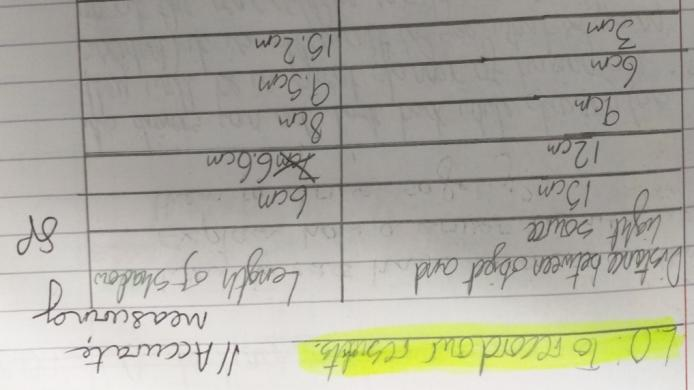 L.O: To record our results.
// Accurate
measuring
Distance between object and light source
Length of shadow
SP
15cm 6cm
12cm 6.6cm
9cm 8cm
6cm 9.5cm
3cm 15.2cm